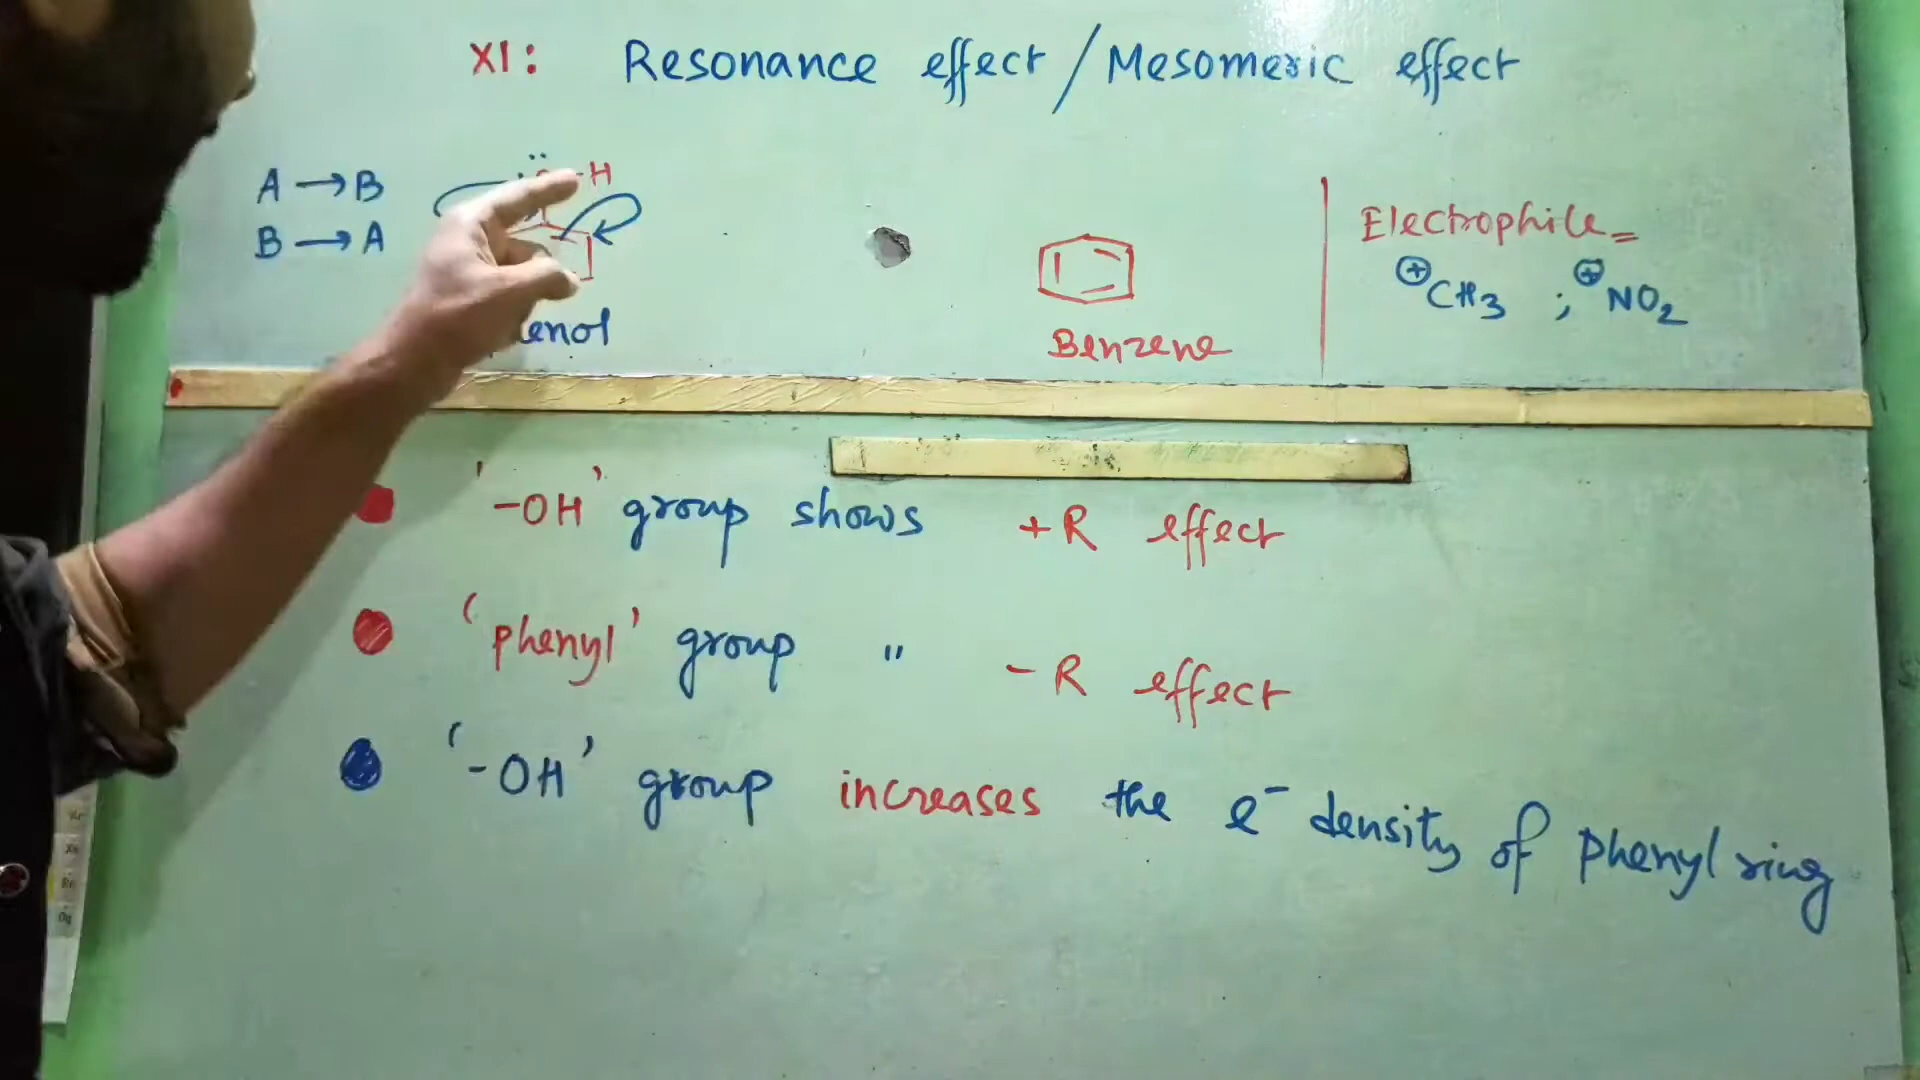 XI: Resonance effect / Mesomeric effect
A → B
B → A
-H
enol
Benzene
Electrophile =
⊕CH3 ; ⊕NO2
'-OH' group shows +R effect
'phenyl' group " -R effect
'-OH' group increases the e⁻ density of phenyl ring